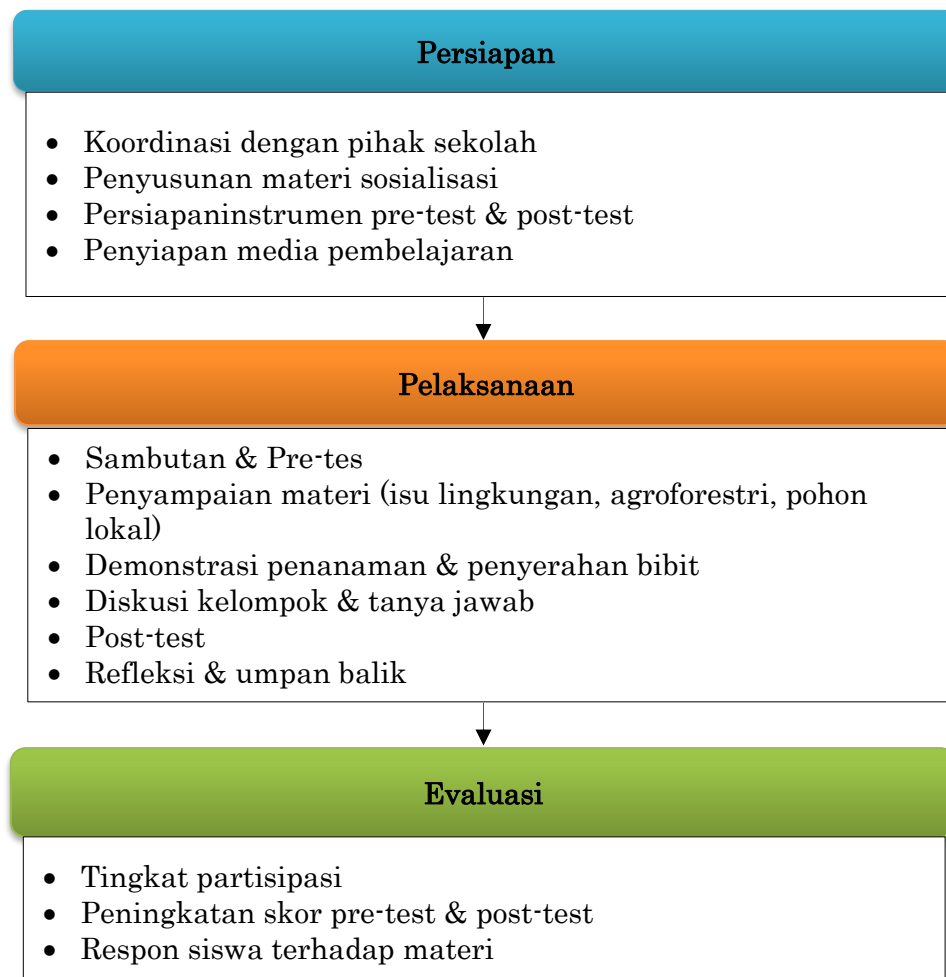 Persiapan
• Koordinasi dengan pihak sekolah
• Penyusunan materi sosialisasi
• Persiapaninstrumen pre-test & post-test
• Penyiapan media pembelajaran
Pelaksanaan
• Sambutan & Pre-tes
• Penyampaian materi (isu lingkungan, agroforestri, pohon
lokal)
• Demonstrasi penanaman & penyerahan bibit
• Diskusi kelompok & tanya jawab
• Post-test
• Refleksi & umpan balik
Evaluasi
• Tingkat partisipasi
• Peningkatan skor pre-test & post-test
• Respon siswa terhadap materi